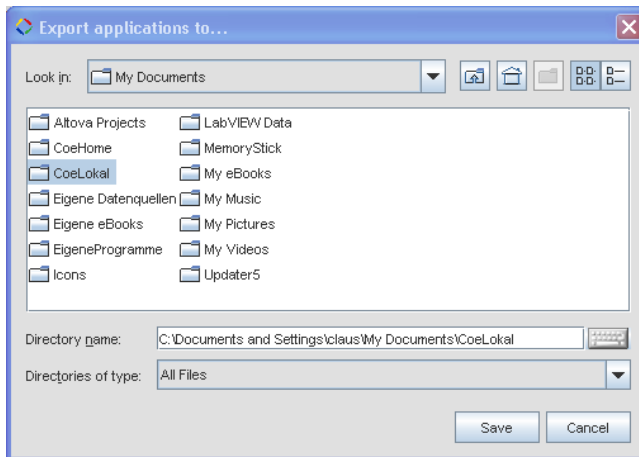 Export applications to...
Look in: My Documents
Altova Projects LabVIEW Data
CoeHome MemoryStick
CoeLokal My eBooks
Eigene Datenquellen My Music
Eigene eBooks My Pictures
EigeneProgramme My Videos
Icons Updater5
Directory name: C:\Documents and Settings\claus\My Documents\CoeLokal
Directories of type: All Files
Save Cancel